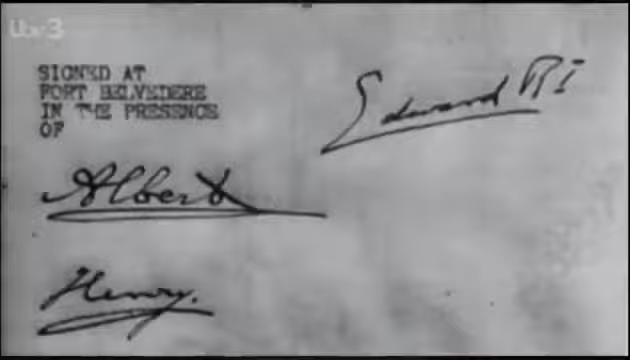 itv3
SIGNED AT
FORT BELVEDERE
IN THE PRESENCE
OF
Edward RI
Albert
Henry.